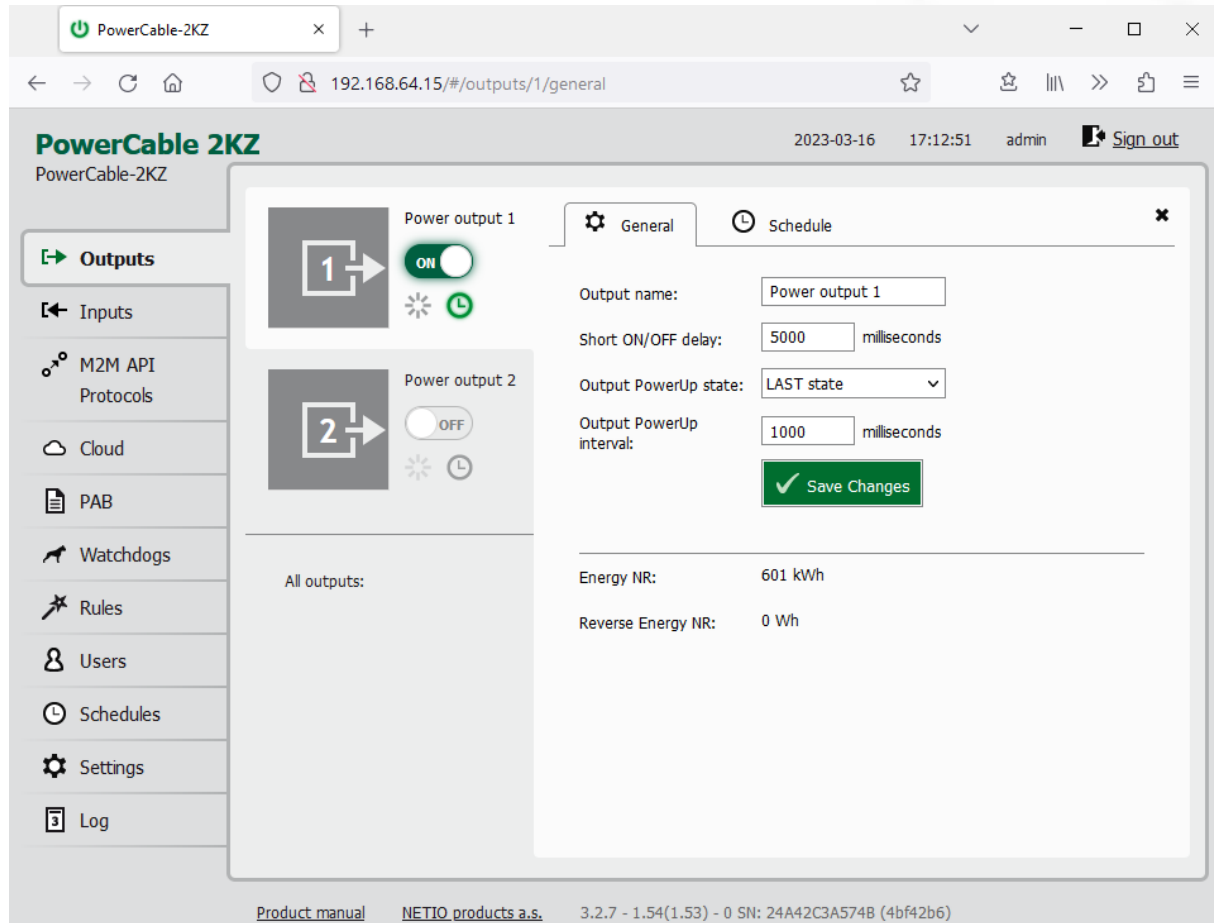 PowerCable-2KZ
192.168.64.15/#/outputs/1/general
PowerCable 2KZ
2023-03-16 17:12:51 admin Sign out
PowerCable-2KZ
Outputs
Inputs
M2M API
Protocols
Cloud
PAB
Watchdogs
Rules
Users
Schedules
Settings
3 Log
1
Power output 1
ON
2
Power output 2
OFF
All outputs:
General Schedule
Output name: Power output 1
Short ON/OFF delay: 5000 milliseconds
Output PowerUp state: LAST state
Output PowerUp
interval: 1000 milliseconds
Save Changes
Energy NR: 601 kWh
Reverse Energy NR: 0 Wh
Product manual NETIO products a.s. 3.2.7 - 1.54(1.53) - 0 SN: 24A42C3A574B (4bf42b6)